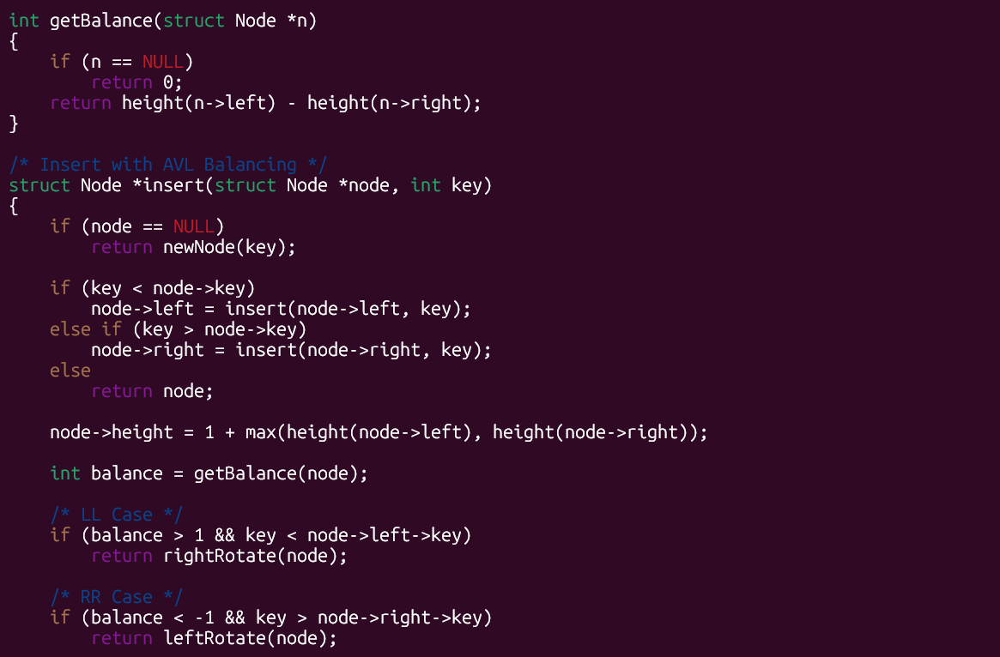 int getBalance(struct Node *n)
{
    if (n == NULL)
        return 0;
    return height(n->left) - height(n->right);
}

/* Insert with AVL Balancing */
struct Node *insert(struct Node *node, int key)
{
    if (node == NULL)
        return newNode(key);

    if (key < node->key)
        node->left = insert(node->left, key);
    else if (key > node->key)
        node->right = insert(node->right, key);
    else
        return node;

    node->height = 1 + max(height(node->left), height(node->right));

    int balance = getBalance(node);

    /* LL Case */
    if (balance > 1 && key < node->left->key)
        return rightRotate(node);

    /* RR Case */
    if (balance < -1 && key > node->right->key)
        return leftRotate(node);